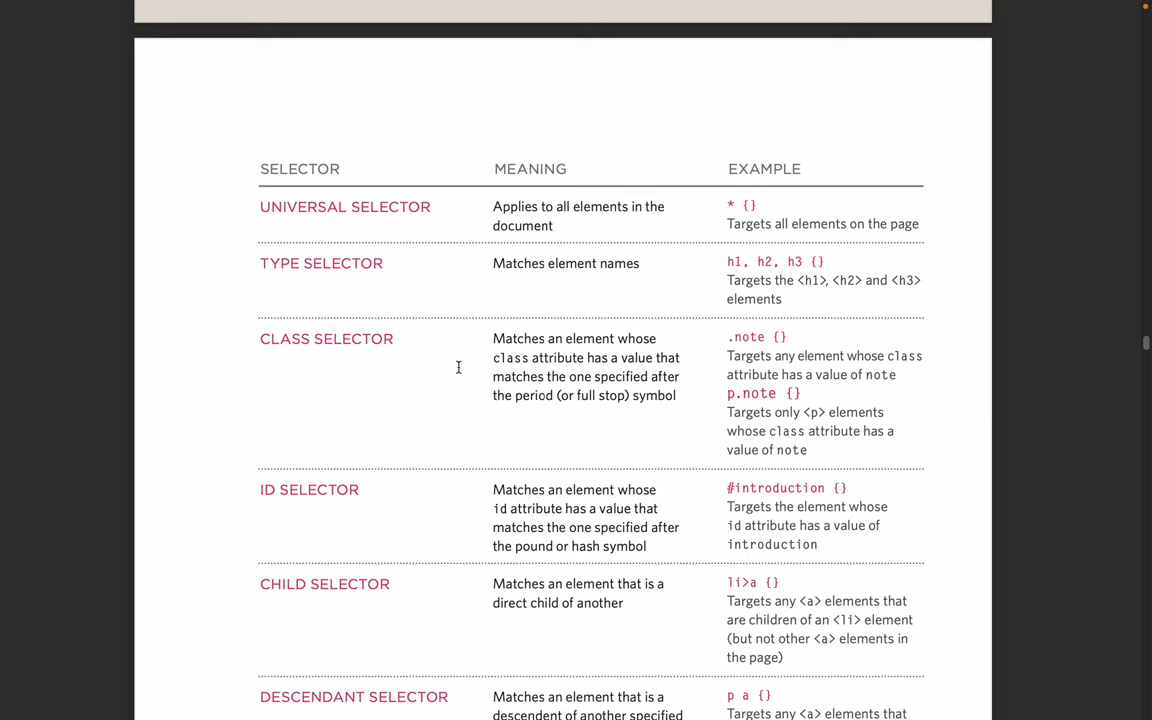 SELECTOR MEANING EXAMPLE
UNIVERSAL SELECTOR
Applies to all elements in the
document
* {}
Targets all elements on the page
TYPE SELECTOR
Matches element names
h1, h2, h3 {}
Targets the <h1>, <h2> and <h3>
elements
CLASS SELECTOR
Matches an element whose
class attribute has a value that
matches the one specified after
the period (or full stop) symbol
.note {}
Targets any element whose class
attribute has a value of note
p.note {}
Targets only <p> elements
whose class attribute has a
value of note
ID SELECTOR
Matches an element whose
id attribute has a value that
matches the one specified after
the pound or hash symbol
#introduction {}
Targets the element whose
id attribute has a value of
introduction
CHILD SELECTOR
Matches an element that is a
direct child of another
li>a {}
Targets any <a> elements that
are children of an <li> element
(but not other <a> elements in
the page)
DESCENDANT SELECTOR
Matches an element that is a
descendent of another specified
p a {}
Targets any <a> elements that